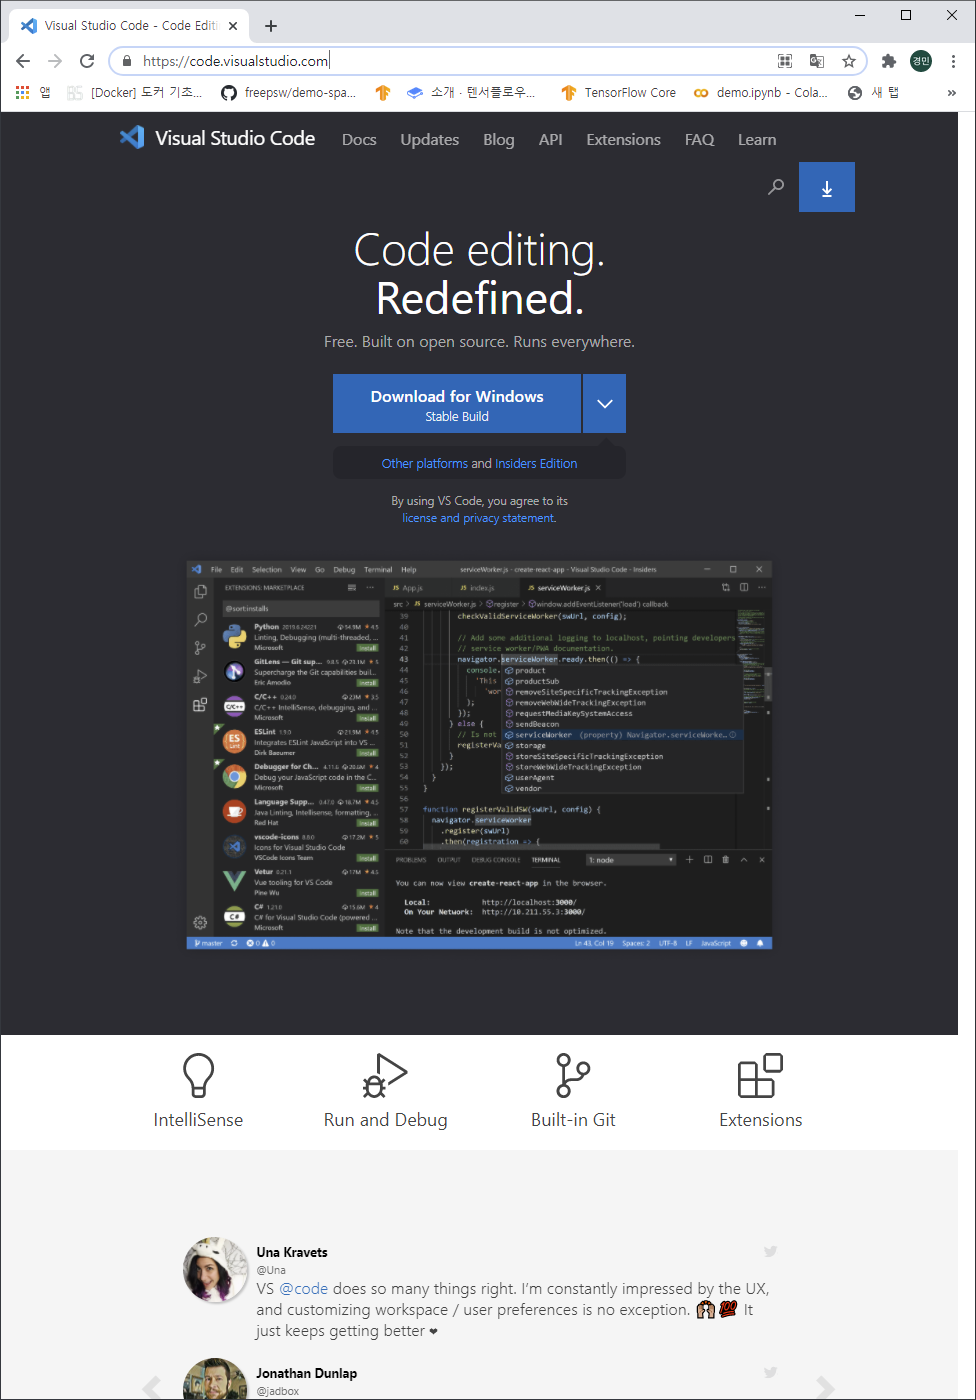 Visual Studio Code - Code Editi
https://code.visualstudio.com
경민
앱
[Docker] 도커 기초...
freepsw/demo-spa...
소개 · 텐서플로우...
TensorFlow Core
demo.ipynb - Cola...
새 탭
»
Visual Studio Code
Docs
Updates
Blog
API
Extensions
FAQ
Learn
Code editing.
Redefined.
Free. Built on open source. Runs everywhere.
Download for Windows
Stable Build
Other platforms and Insiders Edition
By using VS Code, you agree to its
license and privacy statement.
File Edit Selection View Go Debug Terminal Help
serviceWorker.js - create-react-app - Visual Studio Code - Insiders
EXTENSIONS: MARKETPLACE
@sort:installs
Python 2019.6.24221 54.9M 4.5
Linting, Debugging (multi-threaded, ...
Microsoft Install
GitLens — Git sup... 9.8.5 23.1M 5
Supercharge the Git capabilities buil...
Eric Amodio Install
C/C++ 0.24.0 23M 3.5
C/C++ IntelliSense, debugging, and ...
Microsoft Install
ESLint 1.9.0 21.9M 4.5
Integrates ESLint JavaScript into VS ...
Dirk Baeumer Install
Debugger for Ch... 4.11.6 20.6M 4
Debug your JavaScript code in the C...
Microsoft Install
Language Supp... 0.47.0 18.7M 4.5
Java Linting, Intellisense, formatting, ...
Red Hat Install
vscode-icons 8.8.0 17.2M 5
Icons for Visual Studio Code
VSCode Icons Team Install
Vetur 0.21.1 17M 4.5
Vue tooling for VS Code
Pine Wu Install
C# 1.21.0 15.6M 4
C# for Visual Studio Code (powered ...
Microsoft Install
App.js
index.js
serviceWorker.js
src > serviceWorker.js > register > window.addEventListener('load') callback
39 checkValidServiceWorker(swUrl, config);
40
41 // Add some additional logging to localhost, pointing developers
42 // service worker/PWA documentation.
43 navigator.serviceWorker.ready.then(() => {
44 console.
45 'This
46 'wor
47 );
48 });
49 } else {
50 // Is not
51 registerVa
52 }
53 });
54 }
55 }
56
57 function registerValidSW(swUrl, config) {
58 navigator.serviceworker
59 .register(swUrl)
60 .then(registration => {
product
productSub
removeSiteSpecificTrackingException
removeWebWideTrackingException
requestMediaKeySystemAccess
sendBeacon
serviceWorker (property) Navigator.serviceWorke...
storage
storeSiteSpecificTrackingException
storeWebWideTrackingException
userAgent
vendor
PROBLEMS OUTPUT DEBUG CONSOLE TERMINAL 1: node
You can now view create-react-app in the browser.
Local: http://localhost:3000/
On Your Network: http://10.211.55.3:3000/
Note that the development build is not optimized.
master 0 0
Ln 43, Col 19 Spaces: 2 UTF-8 LF JavaScript
IntelliSense
Run and Debug
Built-in Git
Extensions
Una Kravets
@Una
VS @code does so many things right. I'm constantly impressed by the UX,
and customizing workspace / user preferences is no exception. 🙌💯 It
just keeps getting better ❤
Jonathan Dunlap
@jadbox